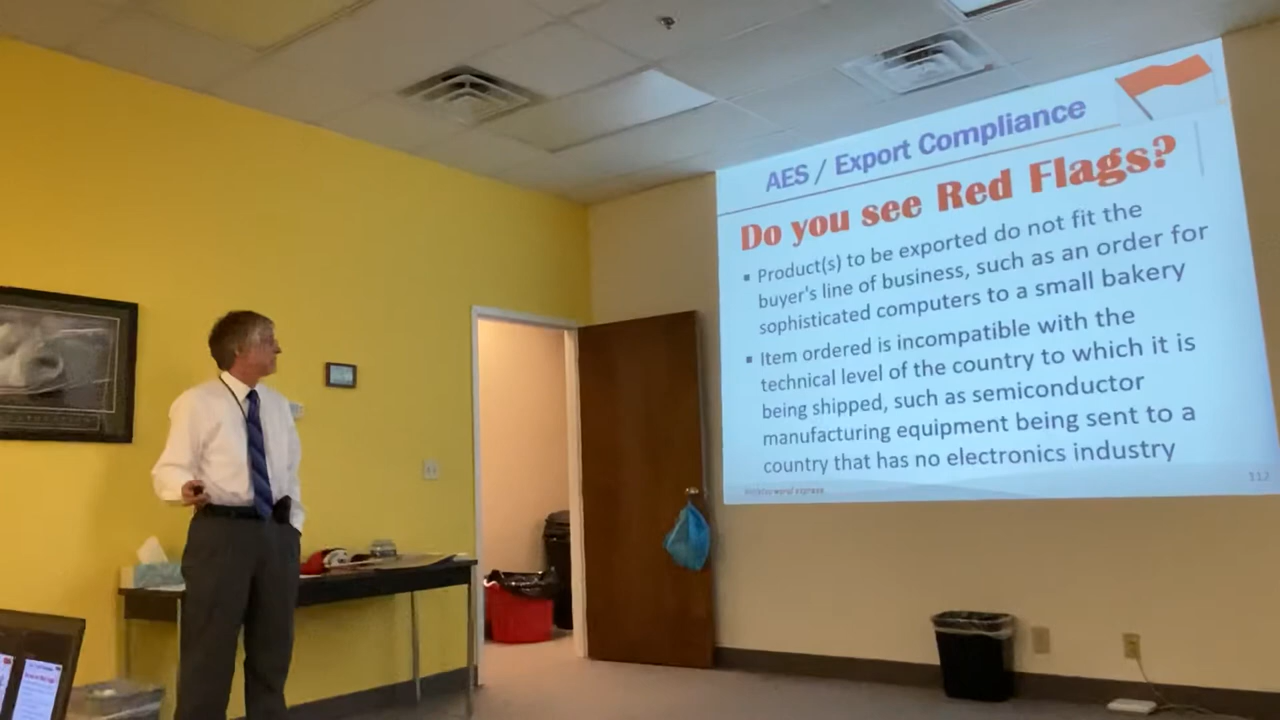 AES / Export Compliance
Do you see Red Flags?
▪ Product(s) to be exported do not fit the
buyer's line of business, such as an order for
sophisticated computers to a small bakery
▪ Item ordered is incompatible with the
technical level of the country to which it is
being shipped, such as semiconductor
manufacturing equipment being sent to a
country that has no electronics industry
112